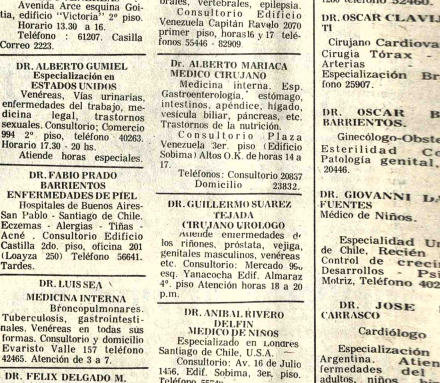 Avenida Arce esquina Goi-
tia, edificio "Victoria" 2º piso.
Horario 13.30 a 16.
Teléfono : 61207. Casilla
Correo 2223.
DR. ALBERTO GUMIEL
Especialización en
ESTADOS UNIDOS
Venéreas, Vías urinarias,
enfermedades del trabajo, me-
dicina legal, trastornos
sexuales. Consultorio; Comercio
994 2º piso, teléfono 40263.
Horario 17.30 - 20 hs.
Atiende horas especiales.
DR. FABIO PRADO
BARRIENTOS
ENFERMEDADES DE PIEL
Hospitales de Buenos Aires-
San Pablo - Santiago de Chile.
Eczemas - Alergias - Tiñas -
Acné . Consultorio Edificio
Castilla 2do. piso, oficina 201
(Loayza 250) Teléfono 56641.
Tardes.
DR. LUIS SEA
MEDICINA INTERNA
Broncopulmonares.
Tuberculosis, gastrointesti-
nales. Venéreas en todas sus
formas. Consultorio y domicilio
Evaristo Valle 157 teléfono
42465. Atención de 3 a 7.
DR. FELIX DELGADO M.
orales, vertebrales, epilepsia.
Consultorio Edificio
Venezuela Capitán Ravelo 2070
primer piso, horas16 y 17 telé-
fonos 55446 - 82909
Dr. ALBERTO MARIACA
MEDICO CIRUJANO
Medicina interna. Esp.
Gastroenterología, estómago,
intestinos, apéndice, hígado,
vesícula biliar, páncreas, etc.
Trastornos de la nutrición.
Consultorio Plaza
Venezuela 3er. piso (Edificio
Sobima) Altos O.K. de horas 14 a
17.
Teléfonos: Consultorio 20837
Domicilio 23832.
DR. GUILLERMO SUAREZ
TEJADA
CIRUJANO UROLOGO
Atiende enfermedades de
los riñones, próstata, vejiga,
genitales masculinos, venéreas
etc. Consultorio: Mercado
esq. Yanacocha Edif. Almaraz
4º. piso Atención horas 18 a 20
p.m.
DR. ANIBAL RIVERO
DELFIN
MEDICO DE NIÑOS
Especializado en Londres
Santiago de Chile, U.S.A.
Consultorio: Av. 16 de Julio
1456, Edif. Sobima, 3er. piso.
Teléfono
teléfono 52460.
DR. OSCAR CLAVIJ
TI
Cirujano Cardiova
Cirugía Tórax -
Arterias
Especialización Br
fono 25907.
DR. OSCAR B
BARRIENTOS.
Ginecólogo-Obste
Esterilidad Co
Patología genital,
20446.
DR. GIOVANNI
FUENTES
Médico de Niños.
Especialidad Un
de Chile, Recién
Control de creci
Desarrollos Psi
Motriz, Teléfono 402
DR. JOSE
CARRASCO
Cardiólogo
Especialización
Argentina. Atien
fermedades del
adultos, niños